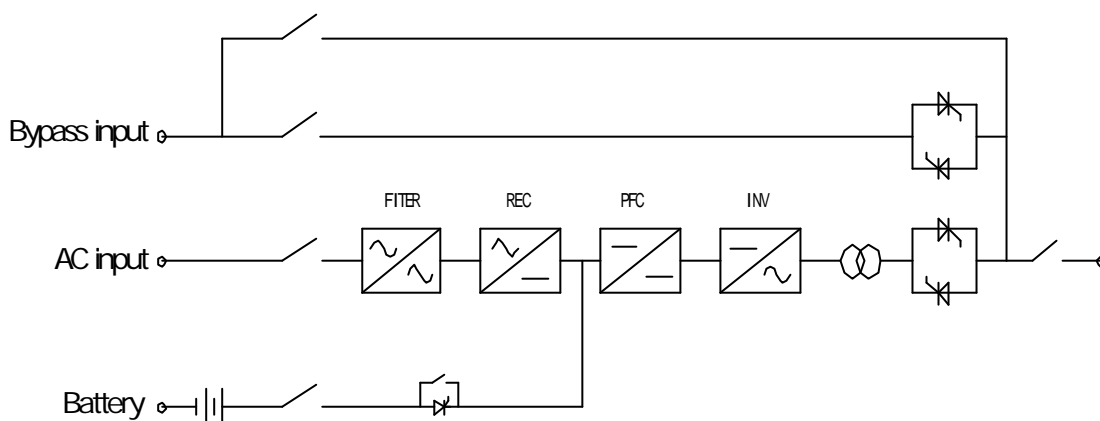 Bypass input
FITER REC PFC INV
AC input
Battery